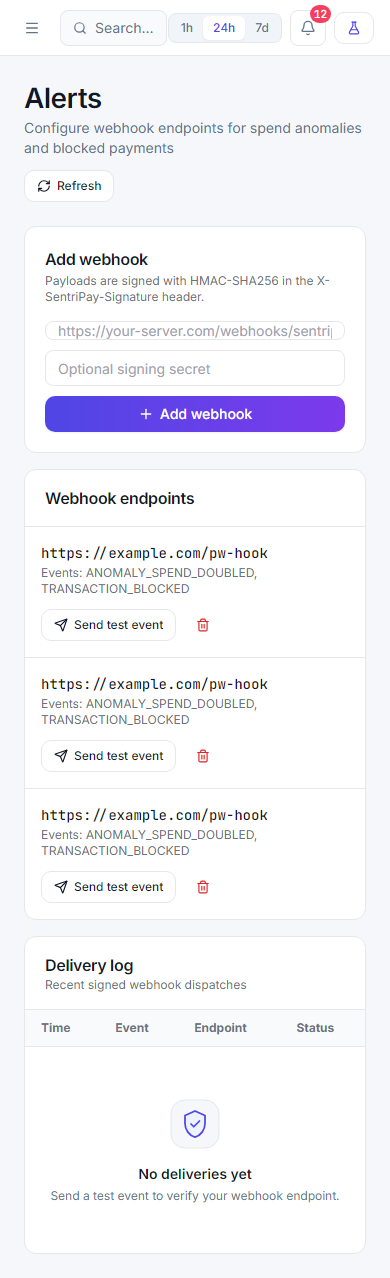 Search...
1h 24h 7d
12
Alerts
Configure webhook endpoints for spend anomalies
and blocked payments
Refresh
Add webhook
Payloads are signed with HMAC-SHA256 in the X-
SentriPay-Signature header.
https://your-server.com/webhooks/sentri
Optional signing secret
+ Add webhook
Webhook endpoints
https://example.com/pw-hook
Events: ANOMALY_SPEND_DOUBLED,
TRANSACTION_BLOCKED
Send test event
https://example.com/pw-hook
Events: ANOMALY_SPEND_DOUBLED,
TRANSACTION_BLOCKED
Send test event
https://example.com/pw-hook
Events: ANOMALY_SPEND_DOUBLED,
TRANSACTION_BLOCKED
Send test event
Delivery log
Recent signed webhook dispatches
Time Event Endpoint Status
No deliveries yet
Send a test event to verify your webhook endpoint.